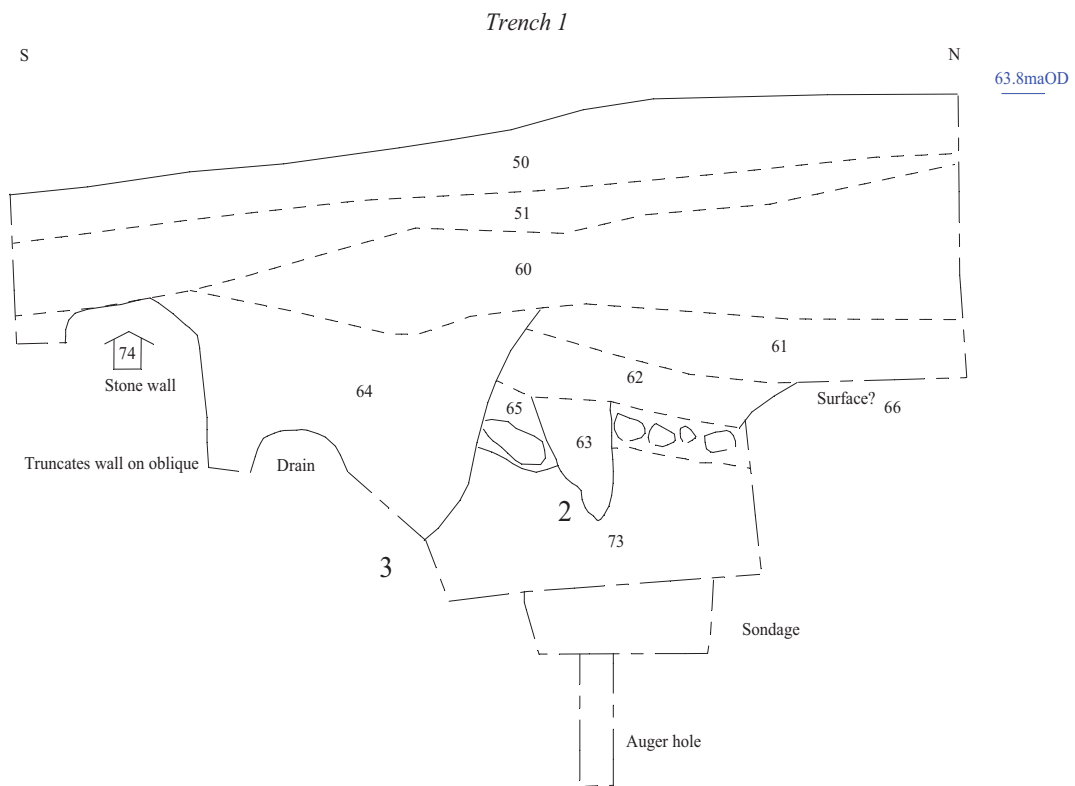 Trench 1
S
N
63.8maOD
50
51
60
61
62
74
Stone wall
64
65
Surface?
66
63
Truncates wall on oblique
Drain
2
73
3
Sondage
Auger hole